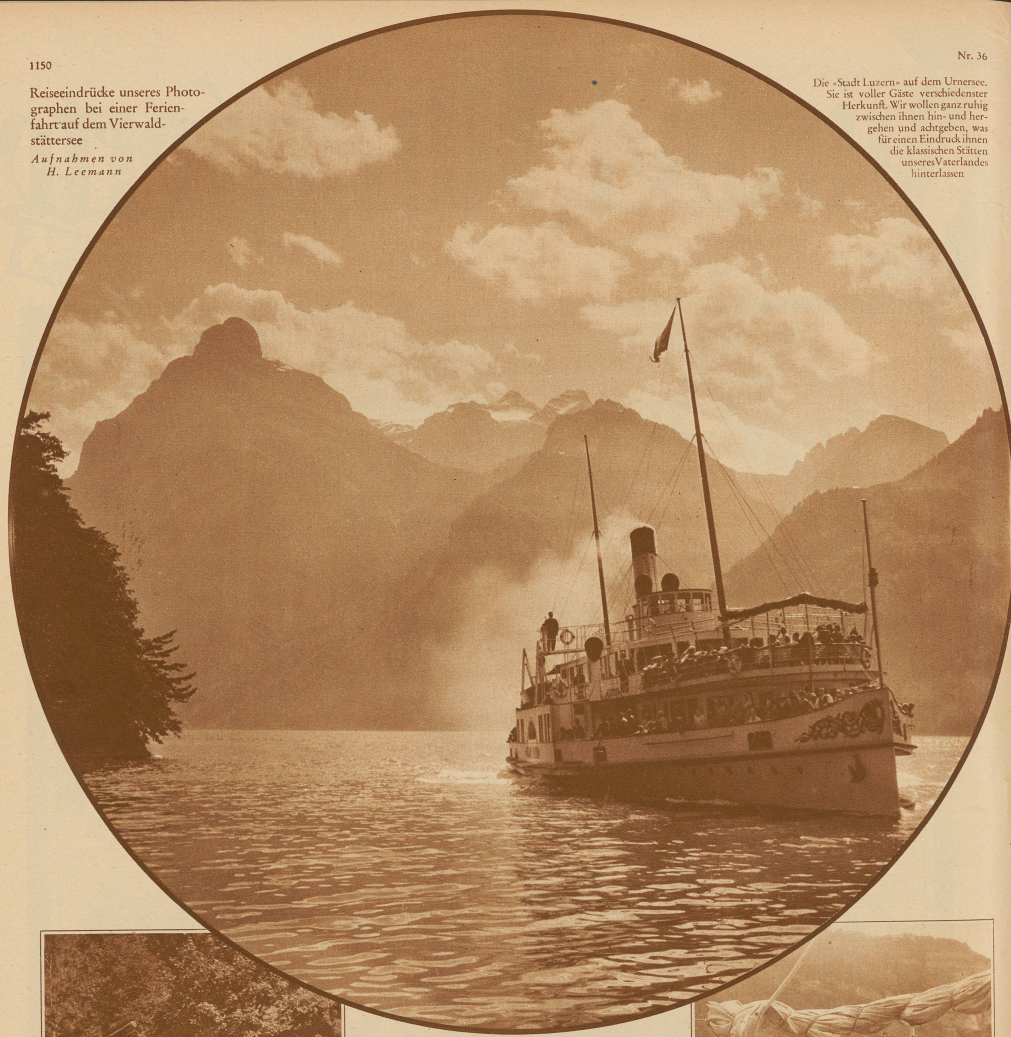 1150
Reiseeindrücke unseres Photo-
graphen bei einer Ferien-
fahrt auf dem Vierwald-
stättersee
Aufnahmen von
H. Leemann
Nr. 36
Die «Stadt Luzern» auf dem Urnersee.
Sie ist voller Gäste verschiedenster
Herkunft. Wir wollen ganz ruhig
zwischen ihnen hin- und her-
gehen und achtgeben, was
für einen Eindruck ihnen
die klassischen Stätten
unseres Vaterlandes
hinterlassen